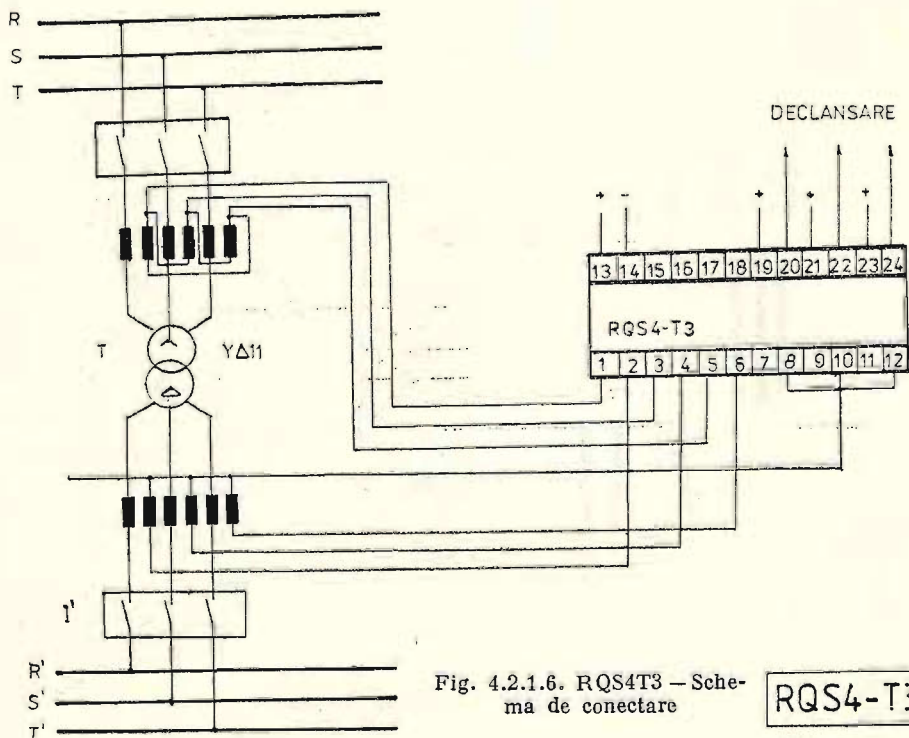 R
S
T
DECLANSARE
+ - + + +
13 14 15 16 17 18 19 20 21 22 23 24
RQS4-T3
1 2 3 4 5 6 7 8 9 10 11 12
T
YΔ11
I'
R'
S'
T'
Fig. 4.2.1.6. RQS4T3 — Sche-
ma de conectare
RQS4-T3